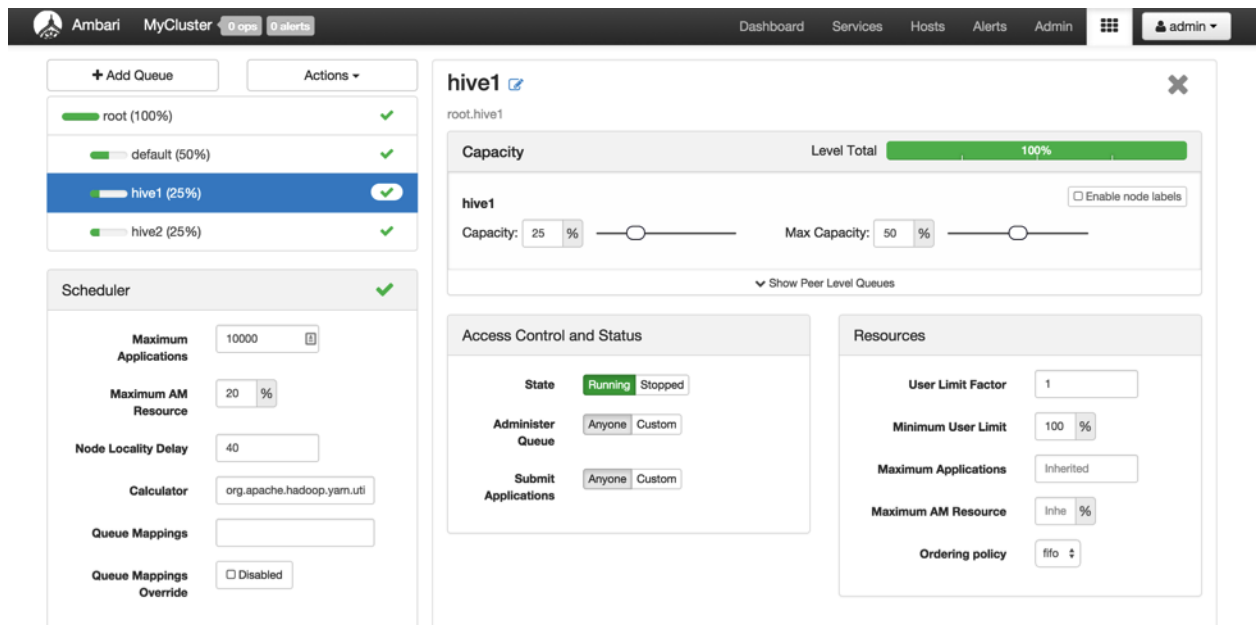 Ambari MyCluster 0 ops 0 alerts Dashboard Services Hosts Alerts Admin admin
+ Add Queue Actions
root (100%)
default (50%)
hive1 (25%)
hive2 (25%)
Scheduler
Maximum Applications 10000
Maximum AM Resource 20 %
Node Locality Delay 40
Calculator org.apache.hadoop.yarn.uti
Queue Mappings
Queue Mappings Override Disabled
hive1
root.hive1
Capacity Level Total 100%
hive1 Enable node labels
Capacity: 25 % Max Capacity: 50 %
Show Peer Level Queues
Access Control and Status
State Running Stopped
Administer Queue Anyone Custom
Submit Applications Anyone Custom
Resources
User Limit Factor 1
Minimum User Limit 100 %
Maximum Applications Inherited
Maximum AM Resource Inhe %
Ordering policy fifo